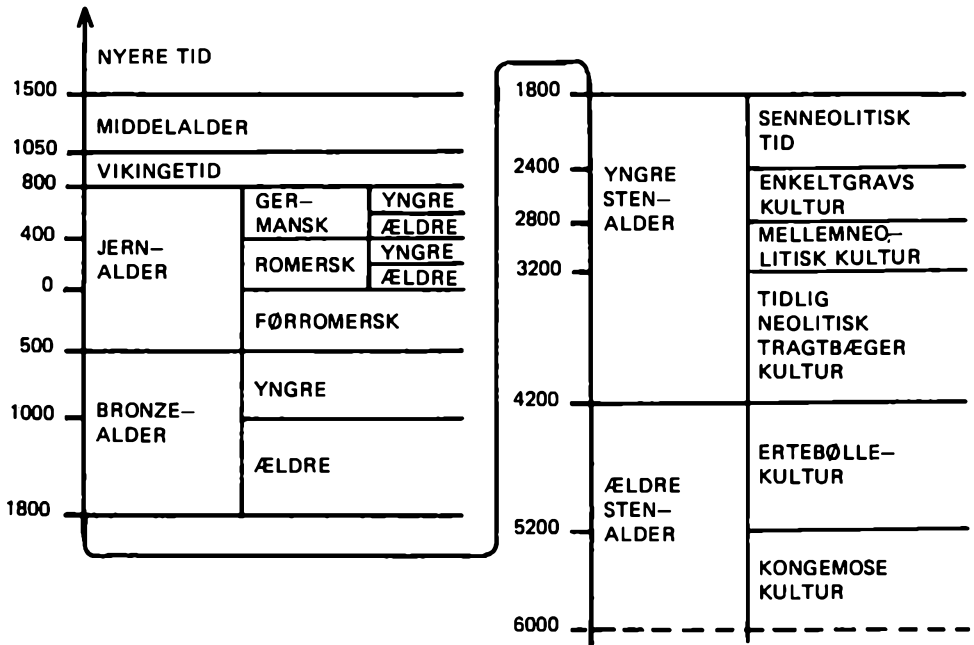 NYERE TID
1500
MIDDELALDER
1050
VIKINGETID
800
GER–
MANSK
YNGRE
ÆLDRE
400
JERN–
ALDER
ROMERSK
YNGRE
ÆLDRE
0
FØRROMERSK
500
YNGRE
1000
BRONZE–
ALDER
ÆLDRE
1800
1800
SENNEOLITISK
TID
2400
YNGRE
STEN–
ALDER
ENKELTGRAVS
KULTUR
2800
MELLEMNEO–
LITISK KULTUR
3200
TIDLIG
NEOLITISK
TRAGTBÆGER
KULTUR
4200
ERTEBØLLE–
KULTUR
ÆLDRE
STEN–
ALDER
5200
KONGEMOSE
KULTUR
6000